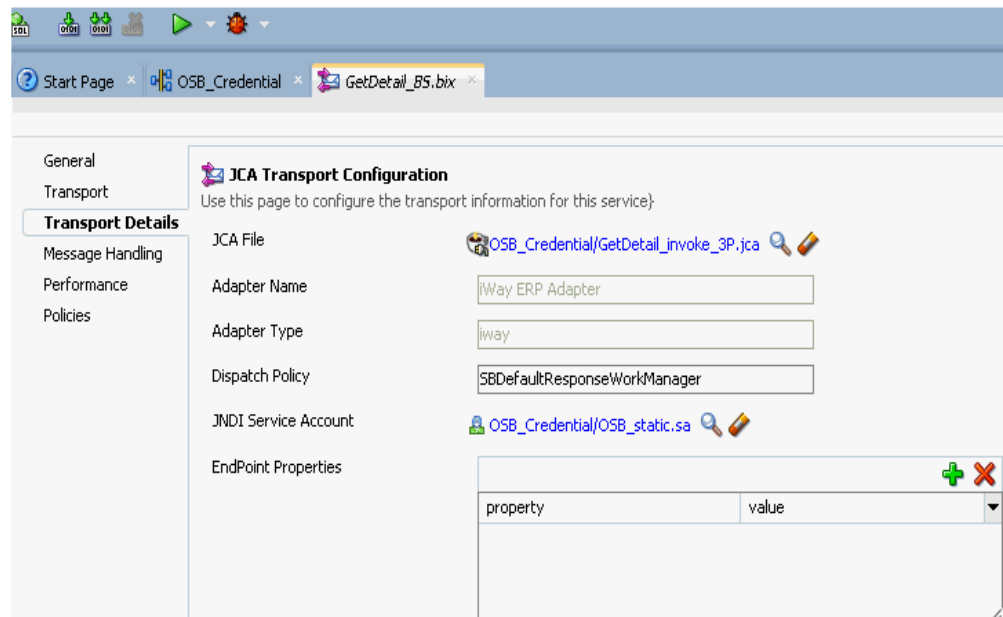 Start Page
OSB_Credential
GetDetail_BS.bix
General
Transport
Transport Details
Message Handling
Performance
Policies
JCA Transport Configuration
Use this page to configure the transport information for this service}
JCA File
OSB_Credential/GetDetail_invoke_3P.jca
Adapter Name
iWay ERP Adapter
Adapter Type
iway
Dispatch Policy
SBDefaultResponseWorkManager
JNDI Service Account
OSB_Credential/OSB_static.sa
EndPoint Properties
property
value